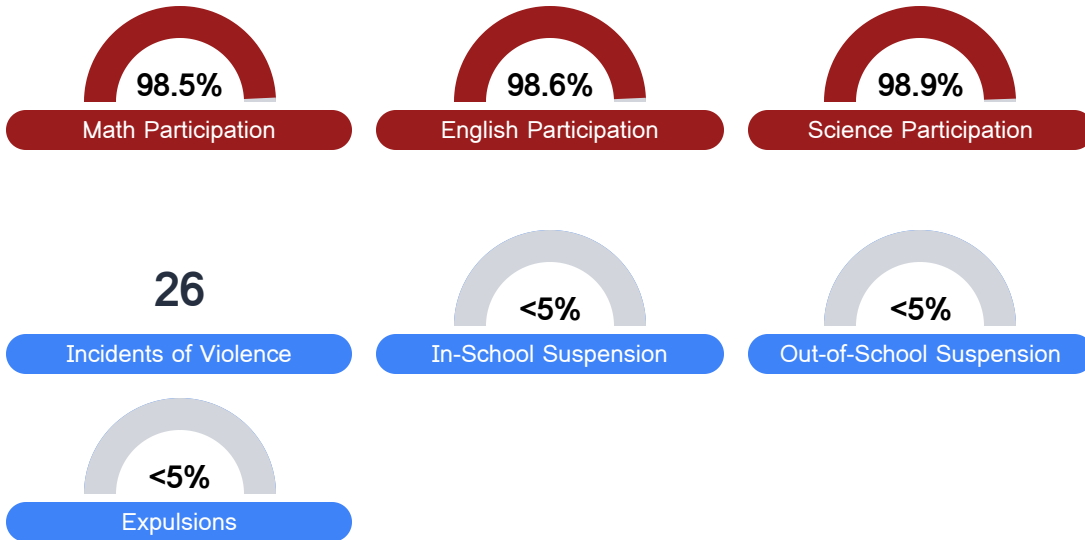 98.5%
98.6%
98.9%
Math Participation
English Participation
Science Participation
26
<5%
<5%
Incidents of Violence
In-School Suspension
Out-of-School Suspension
<5%
Expulsions